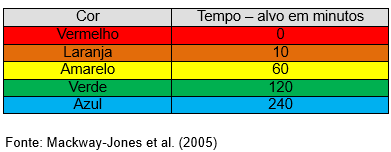 Cor Tempo – alvo em minutos
Vermelho 0
Laranja 10
Amarelo 60
Verde 120
Azul 240
Fonte: Mackway-Jones et al. (2005)